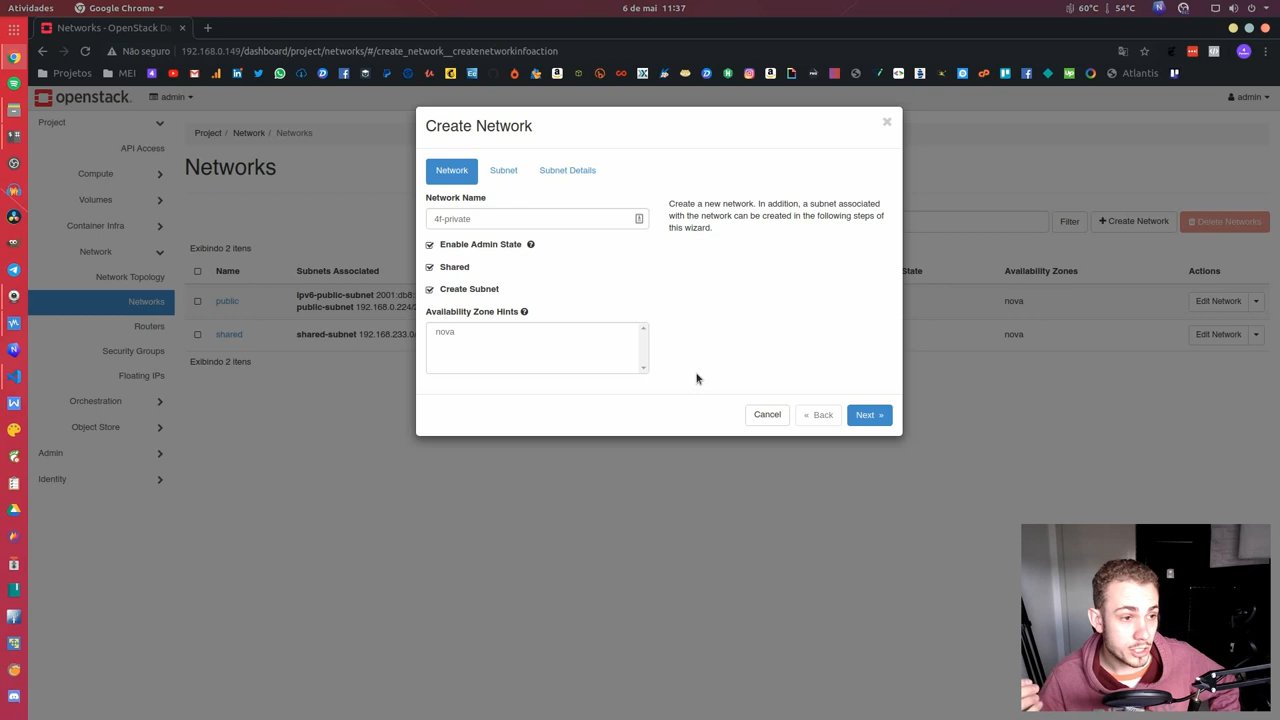 Atividades
Google Chrome
6 de mai 11:37
60°C
54°C
Networks - OpenStack Da
Não seguro
192.168.0.149/dashboard/project/networks/#/create_network__createnetworkinfoaction
Projetos
MEI
Atlantis
openstack.
admin
admin
Project
API Access
Compute
Volumes
Container Infra
Network
Network Topology
Networks
Routers
Security Groups
Floating IPs
Orchestration
Object Store
Admin
Identity
Project / Network / Networks
Networks
Filter
+ Create Network
Delete Networks
Exibindo 2 itens
Name
Subnets Associated
State
Availability Zones
Actions
public
ipv6-public-subnet 2001:db8:
public-subnet 192.168.0.224/
nova
Edit Network
shared
shared-subnet 192.168.233.0
nova
Edit Network
Exibindo 2 itens
Create Network
×
Network
Subnet
Subnet Details
Network Name
4f-private
Enable Admin State
Shared
Create Subnet
Availability Zone Hints
nova
Create a new network. In addition, a subnet associated
with the network can be created in the following steps of
this wizard.
Cancel
« Back
Next »